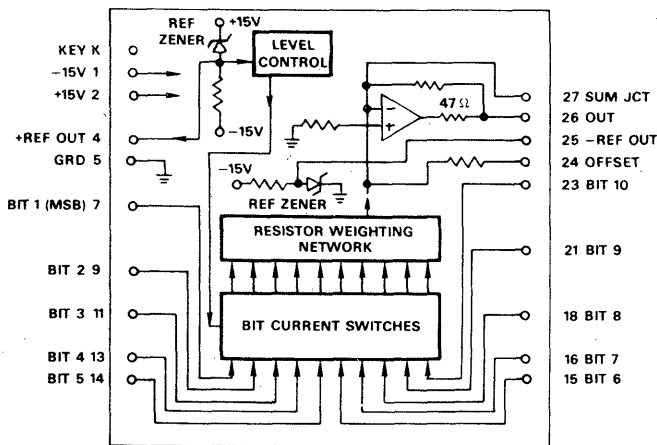 REF ZENER
+15V
LEVEL CONTROL
-15V
KEY K
-15V 1
+15V 2
+REF OUT 4
GRD 5
BIT 1 (MSB) 7
BIT 2 9
BIT 3 11
BIT 4 13
BIT 5 14
47Ω
-15V
REF ZENER
RESISTOR WEIGHTING NETWORK
BIT CURRENT SWITCHES
27 SUM JCT
26 OUT
25 -REF OUT
24 OFFSET
23 BIT 10
21 BIT 9
18 BIT 8
16 BIT 7
15 BIT 6